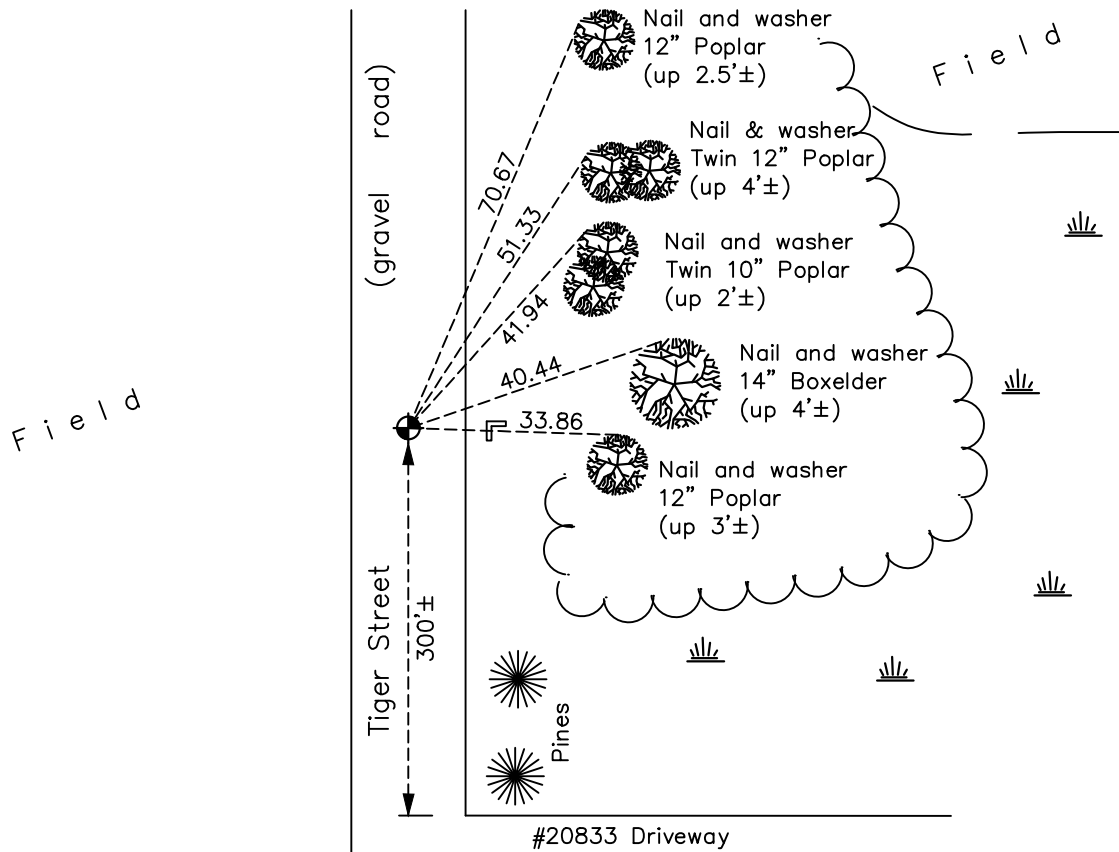 Nail and washer
12” Poplar
(up 2.5'±)
Field
(gravel road)
70.67
Nail & washer
Twin 12” Poplar
(up 4'±)
51.33
Nail and washer
Twin 10” Poplar
(up 2'±)
41.94
Nail and washer
14” Boxelder
(up 4'±)
40.44
Field
33.86
Nail and washer
12” Poplar
(up 3'±)
Tiger Street
300'±
Pines
#20833 Driveway